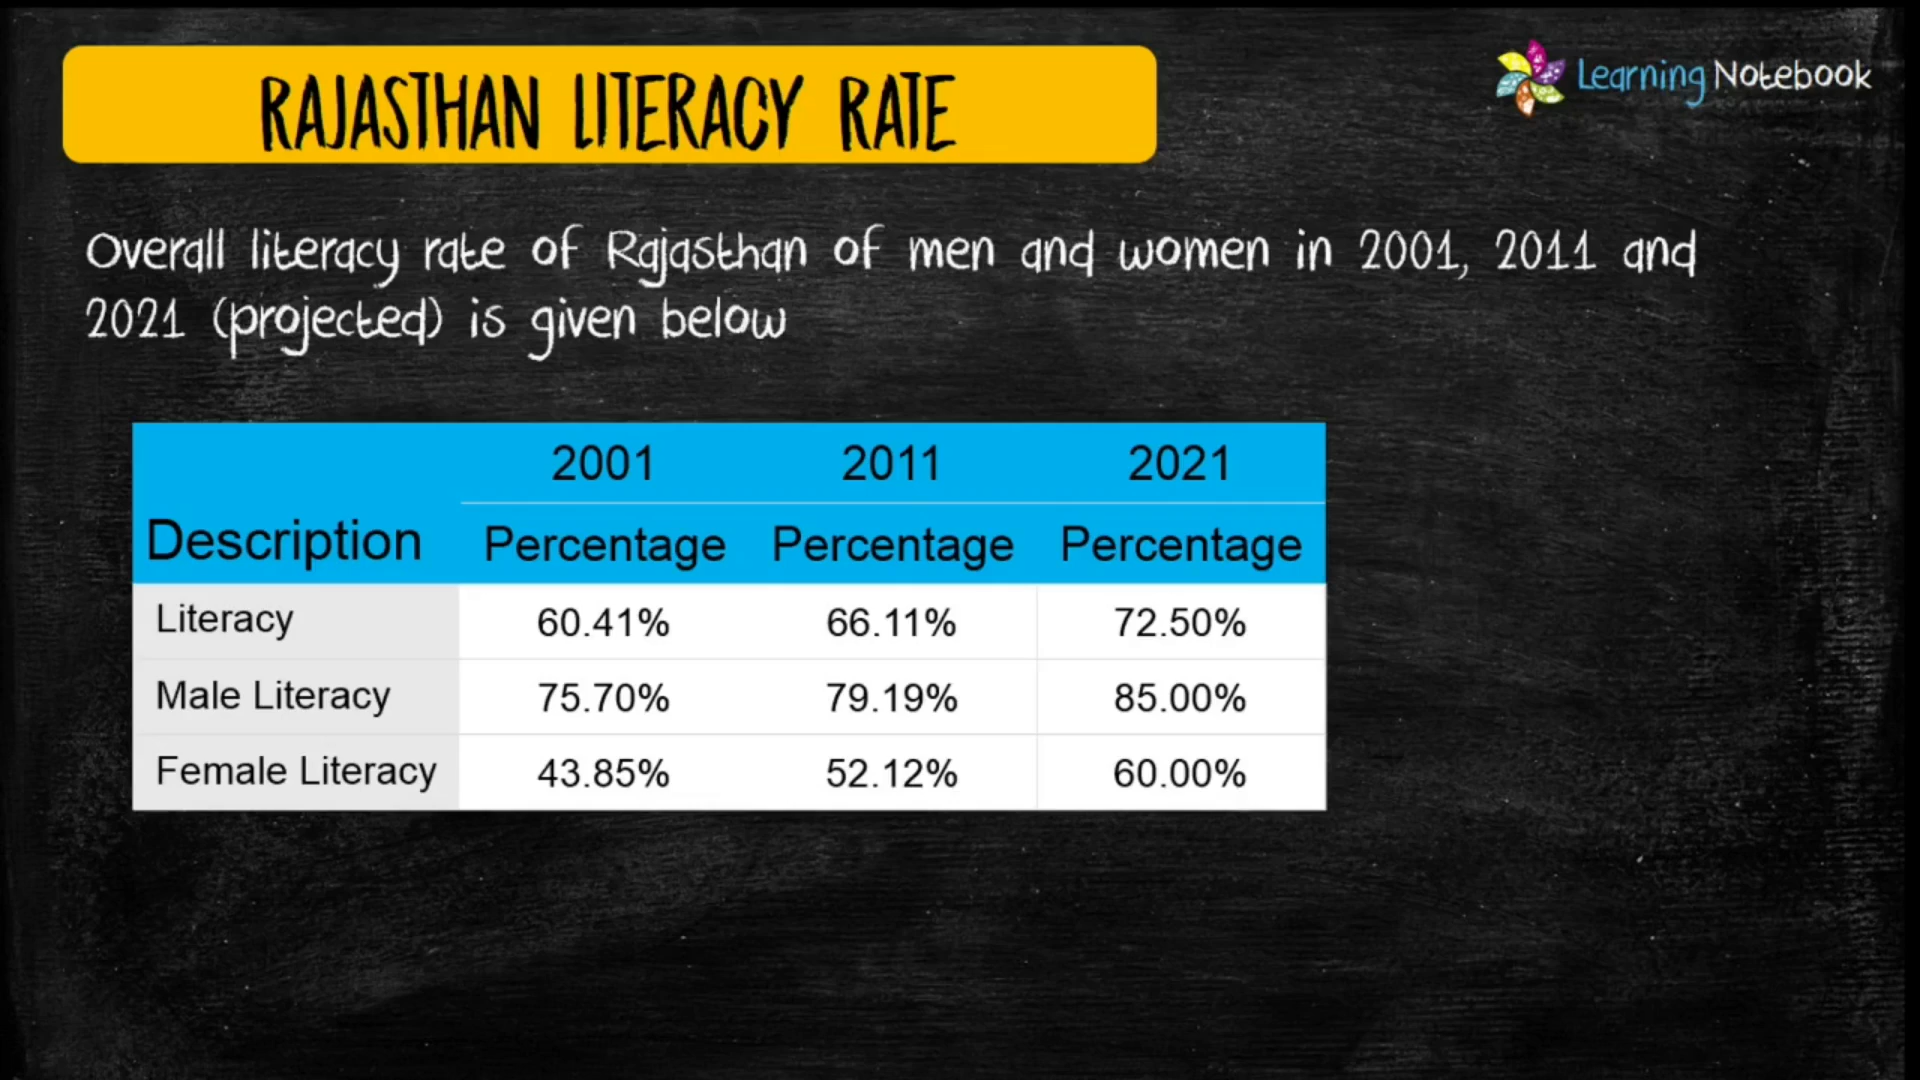 RAJASTHAN LITERACY RATE
Learning Notebook
Overall literacy rate of Rajasthan of men and women in 2001, 2011 and
2021 (projected) is given below
2001 2011 2021
Description Percentage Percentage Percentage
Literacy 60.41% 66.11% 72.50%
Male Literacy 75.70% 79.19% 85.00%
Female Literacy 43.85% 52.12% 60.00%